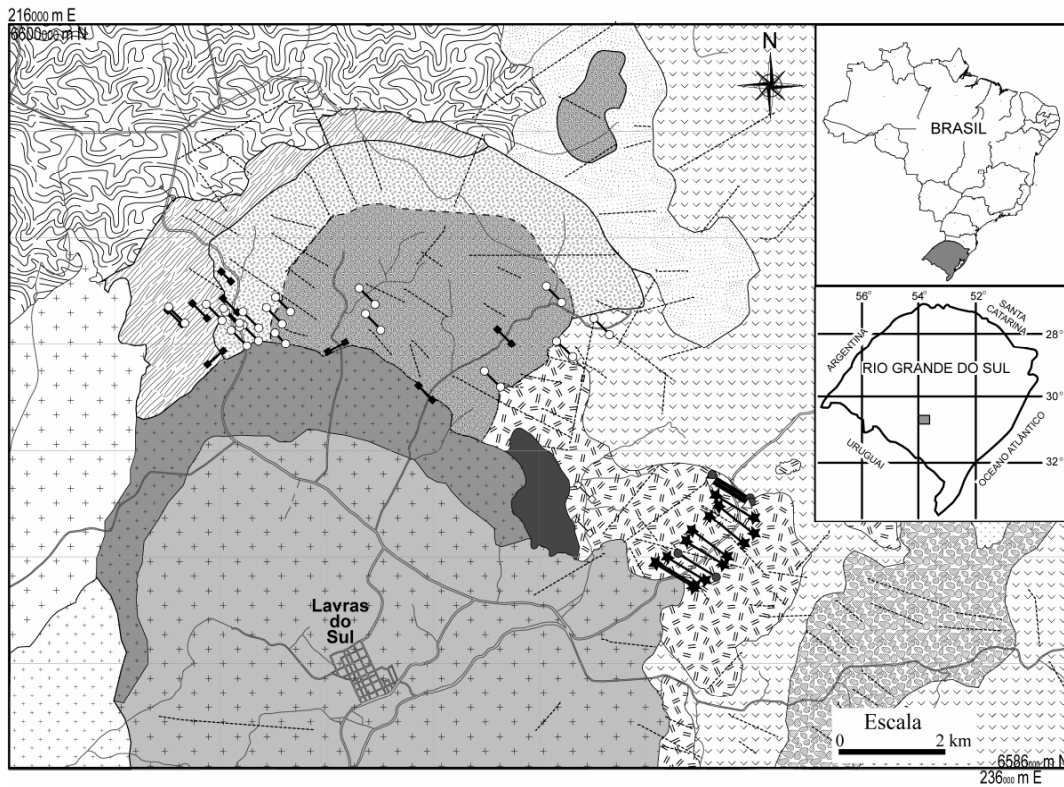 216000 m E
6600000 m N
N
BRASIL
56° 54° 52°
SANTA
CATARINA
28°
ARGENTINA
RIO GRANDE DO SUL
30°
URUGUAI
OCEANO ATLÂNTICO
32°
Lavras
do
Sul
Escala
0 2 km
6586000 m N
236000 m E